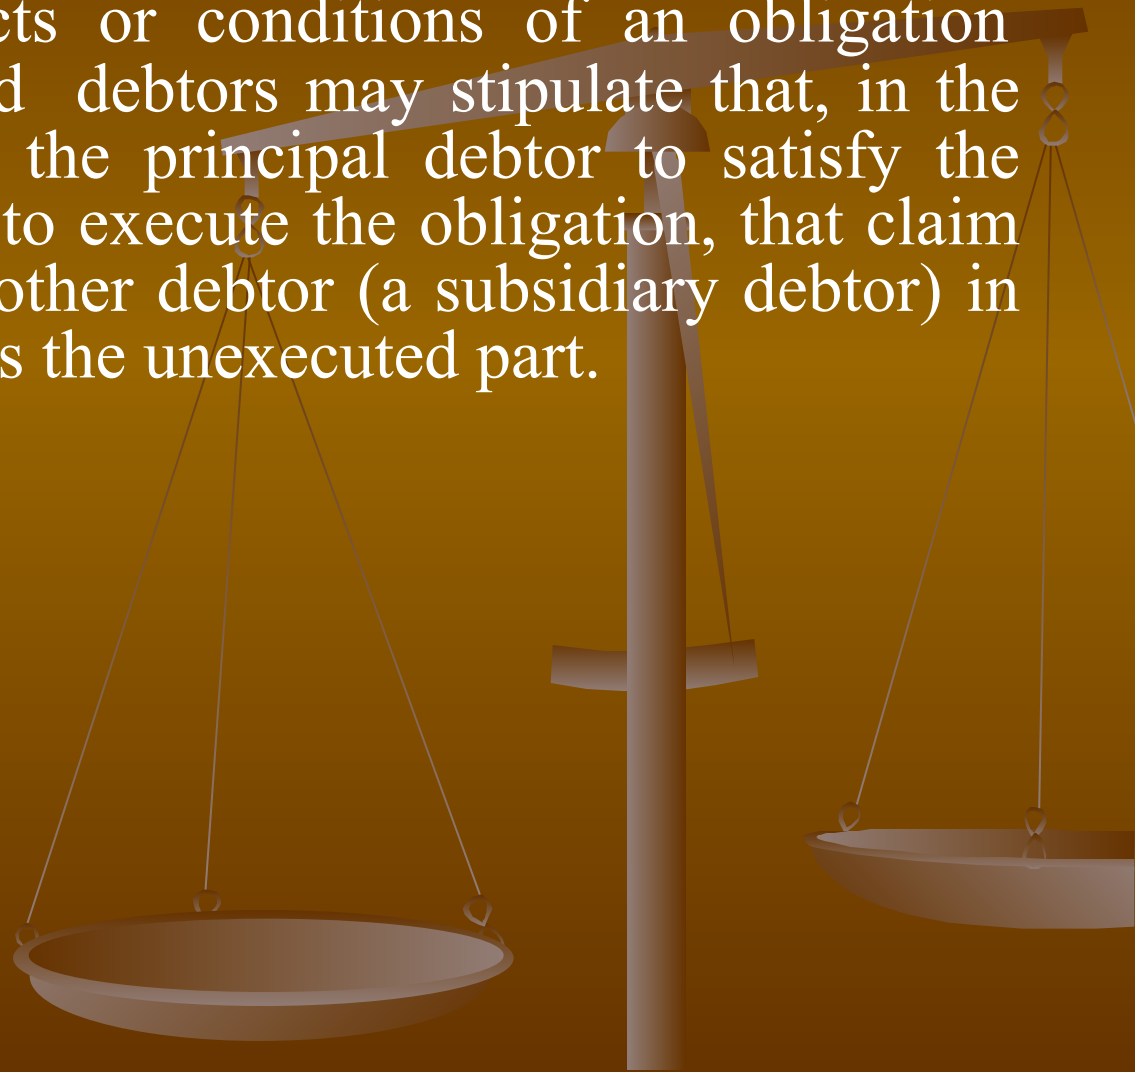 cts or conditions of an obligation
d debtors may stipulate that, in the
the principal debtor to satisfy the
to execute the obligation, that claim
other debtor (a subsidiary debtor) in
s the unexecuted part.